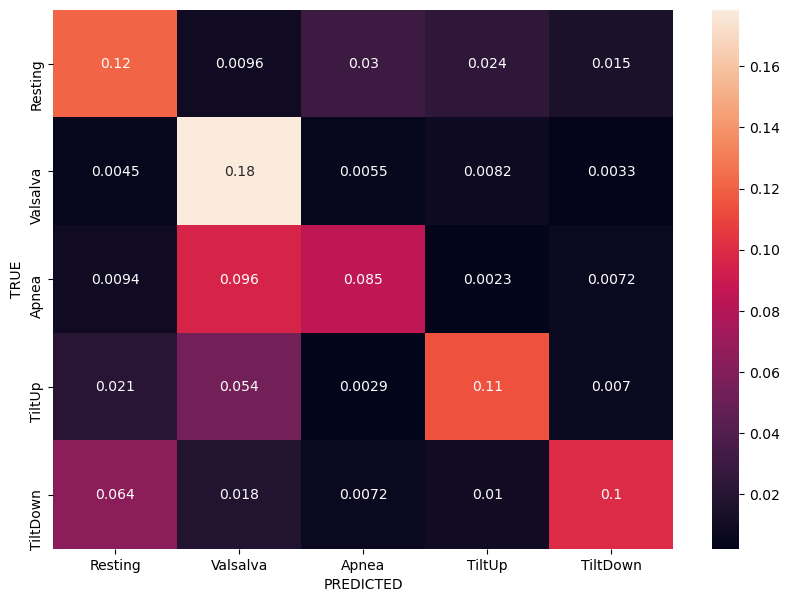 Resting 0.12 0.0096 0.03 0.024 0.015
Valsalva 0.0045 0.18 0.0055 0.0082 0.0033
Apnea 0.0094 0.096 0.085 0.0023 0.0072
TiltUp 0.021 0.054 0.0029 0.11 0.007
TiltDown 0.064 0.018 0.0072 0.01 0.1
TRUE
Resting Valsalva Apnea TiltUp TiltDown
PREDICTED
0.16
0.14
0.12
0.10
0.08
0.06
0.04
0.02